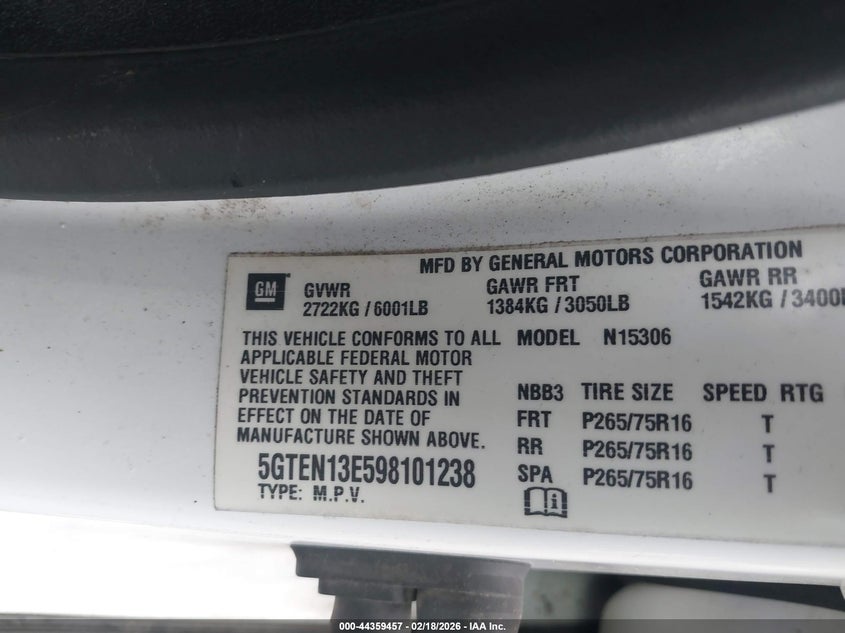 MFD BY GENERAL MOTORS CORPORATION
GM GVWR GAWR FRT GAWR RR
2722KG / 6001LB 1384KG / 3050LB 1542KG / 3400
THIS VEHICLE CONFORMS TO ALL MODEL N15306
APPLICABLE FEDERAL MOTOR
VEHICLE SAFETY AND THEFT
PREVENTION STANDARDS IN NBB3 TIRE SIZE SPEED RTG
EFFECT ON THE DATE OF FRT P265/75R16 T
MANUFACTURE SHOWN ABOVE. RR P265/75R16 T
5GTEN13E598101238 SPA P265/75R16 T
TYPE: M.P.V.
000-44359457 - 02/18/2026 - IAA Inc.